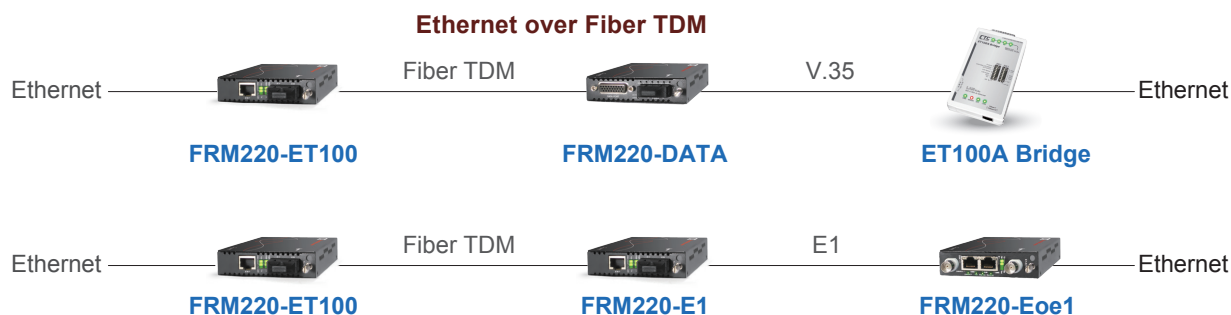 Ethernet over Fiber TDM
Ethernet
Fiber TDM
V.35
Ethernet
FRM220-ET100
FRM220-DATA
ET100A Bridge
Ethernet
Fiber TDM
E1
Ethernet
FRM220-ET100
FRM220-E1
FRM220-Eoe1